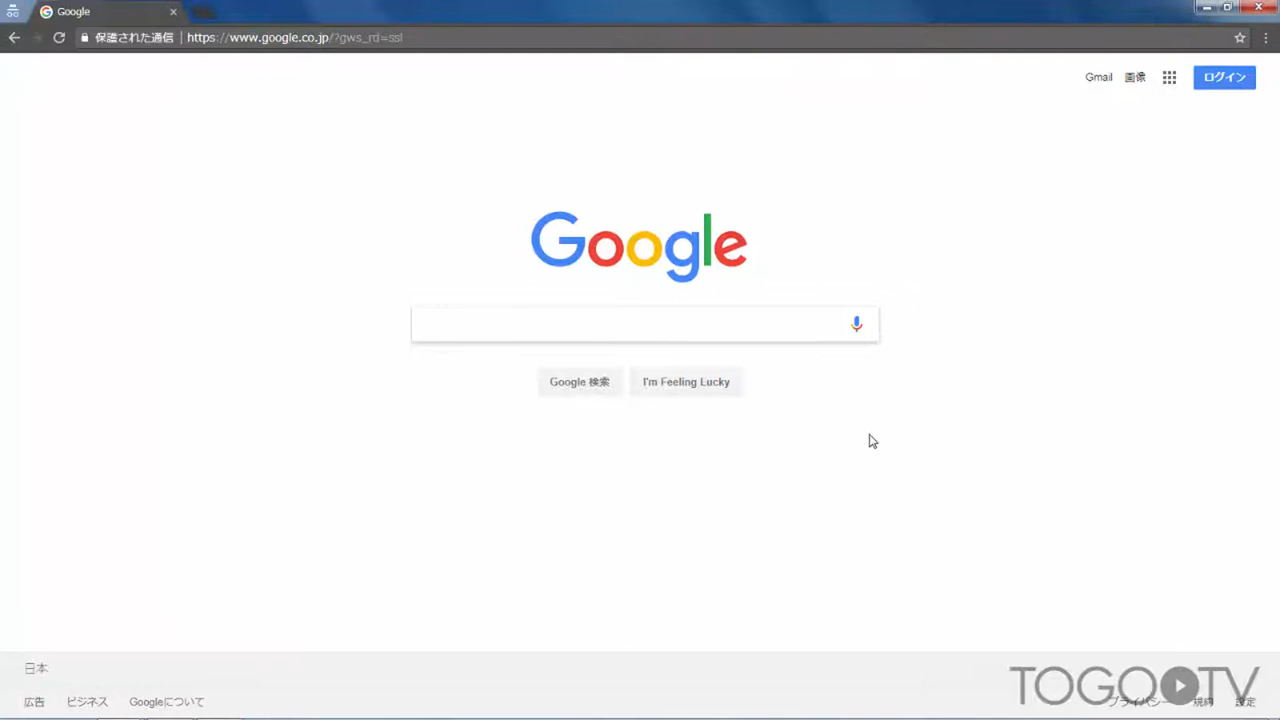 Google
保護された通信 | https://www.google.co.jp/?gws_rd=ssl
Gmail 画像 ログイン
Google
Google 検索 I'm Feeling Lucky
日本
広告 ビジネス Googleについて プライバシー 規約 設定
TOGOTV